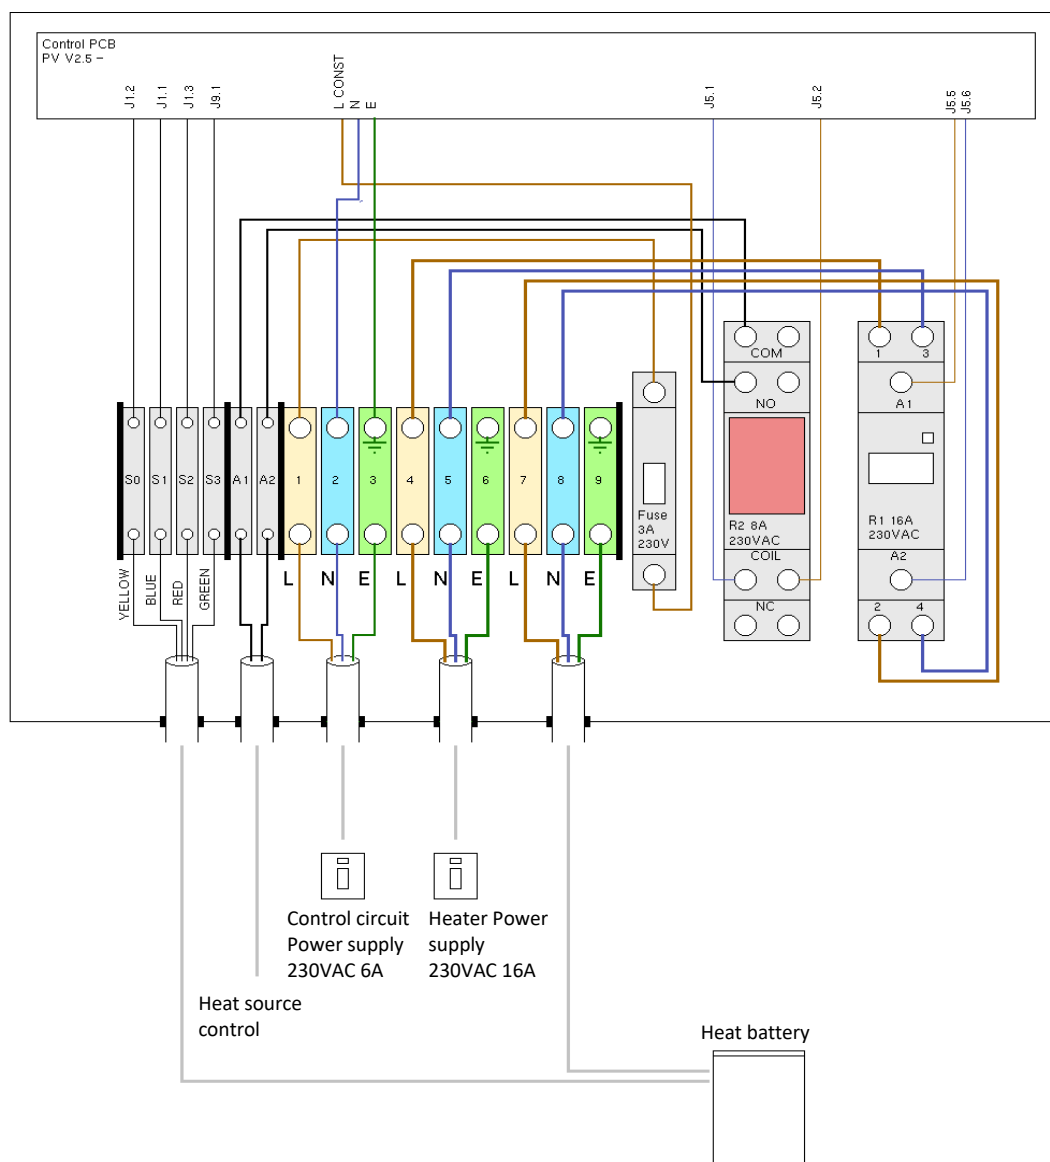 Control PCB
PV V2.5 –
J1.2
J1.1
J1.3
J9.1
L CONST
N
E
J5.1
J5.2
J5.5
J5.6
COM
NO
R2 8A
230VAC
COIL
NC
1
3
A1
R1 16A
230VAC
A2
2
4
Fuse
3A
230V
S0
S1
S2
S3
A1
A2
1
2
3
4
5
6
7
8
9
YELLOW
BLUE
RED
GREEN
L
N
E
L
N
E
L
N
E
Control circuit
Power supply
230VAC 6A
Heater Power
supply
230VAC 16A
Heat source
control
Heat battery